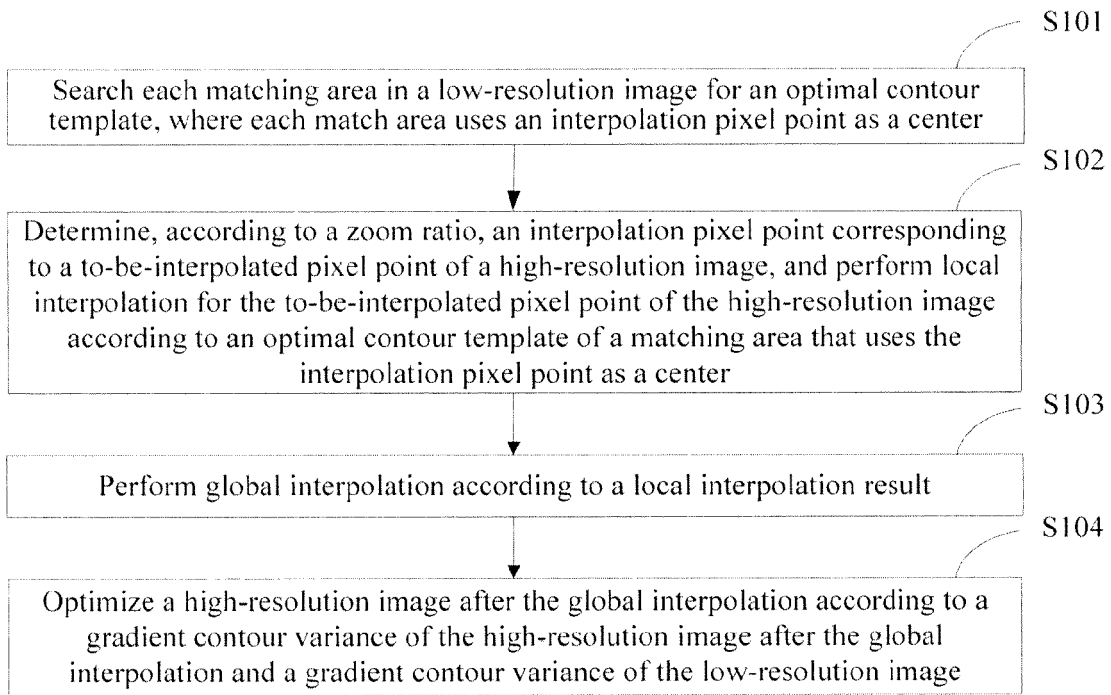 S101
Search each matching area in a low-resolution image for an optimal contour
template, where each match area uses an interpolation pixel point as a center
S102
Determine, according to a zoom ratio, an interpolation pixel point corresponding
to a to-be-interpolated pixel point of a high-resolution image, and perform local
interpolation for the to-be-interpolated pixel point of the high-resolution image
according to an optimal contour template of a matching area that uses the
interpolation pixel point as a center
S103
Perform global interpolation according to a local interpolation result
S104
Optimize a high-resolution image after the global interpolation according to a
gradient contour variance of the high-resolution image after the global
interpolation and a gradient contour variance of the low-resolution image